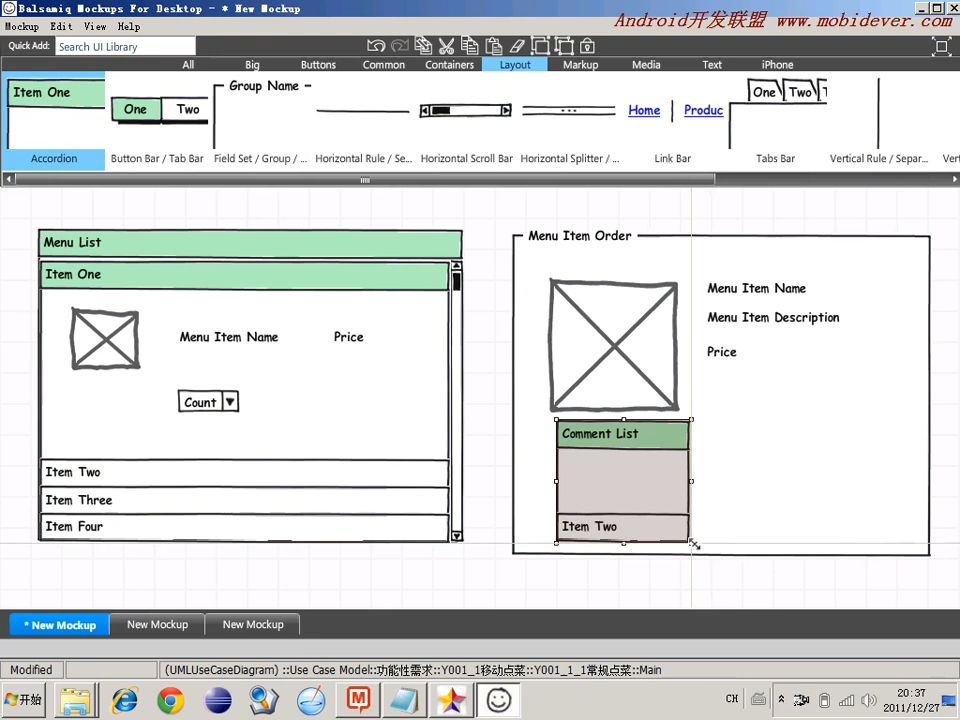 Balsamiq Mockups For Desktop - * New Mockup
Mockup Edit View Help
Android开发联盟 www.mobidever.com
Quick Add: Search UI Library
All Big Buttons Common Containers Layout Markup Media Text iPhone
Item One
One Two
Group Name
Home Produc
One Two T
Accordion Button Bar / Tab Bar Field Set / Group / ... Horizontal Rule / Se... Horizontal Scroll Bar Horizontal Splitter / ... Link Bar Tabs Bar Vertical Rule / Separ... Vert
Menu List
Item One
Menu Item Name Price
Count
Item Two
Item Three
Item Four
Menu Item Order
Menu Item Name
Menu Item Description
Price
Comment List
Item Two
* New Mockup New Mockup New Mockup
Modified (UMLUseCaseDiagram) ::Use Case Model::功能性需求::Y001_1移动点菜::Y001_1_1常规点菜::Main
开始 CH 20:37
2011/12/27